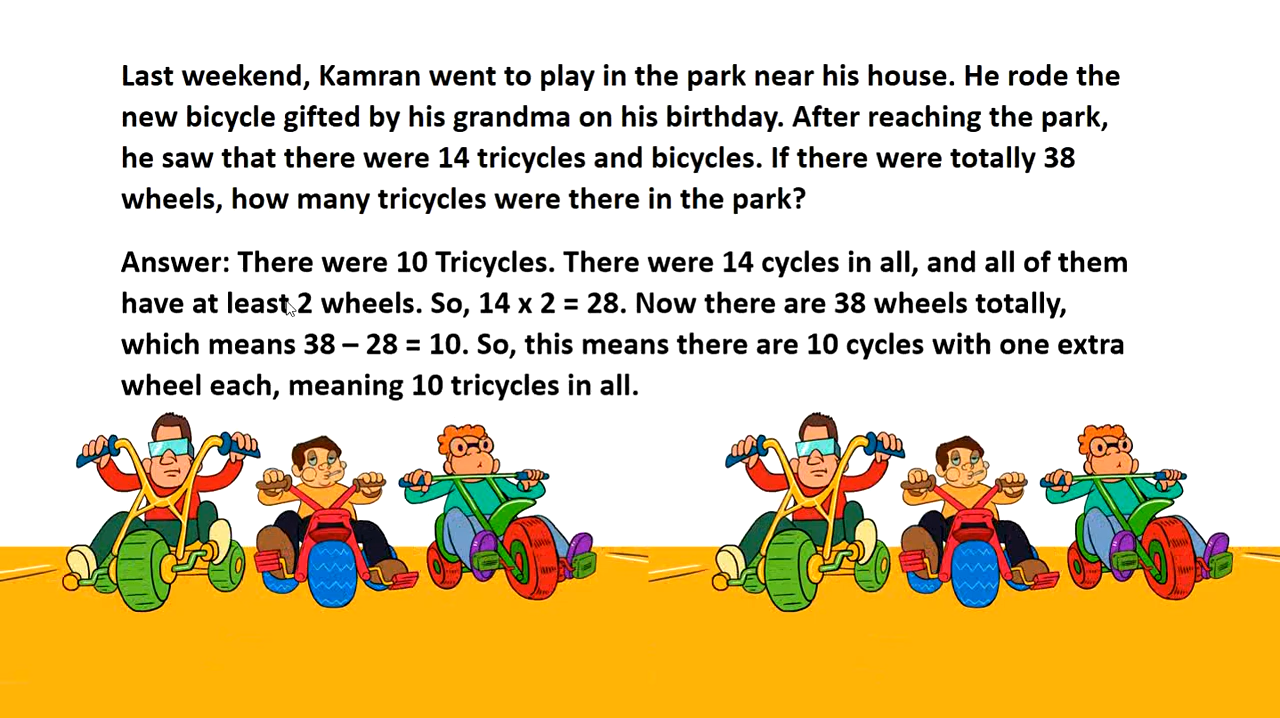 Last weekend, Kamran went to play in the park near his house. He rode the
new bicycle gifted by his grandma on his birthday. After reaching the park,
he saw that there were 14 tricycles and bicycles. If there were totally 38
wheels, how many tricycles were there in the park?
Answer: There were 10 Tricycles. There were 14 cycles in all, and all of them
have at least 2 wheels. So, 14 x 2 = 28. Now there are 38 wheels totally,
which means 38 – 28 = 10. So, this means there are 10 cycles with one extra
wheel each, meaning 10 tricycles in all.